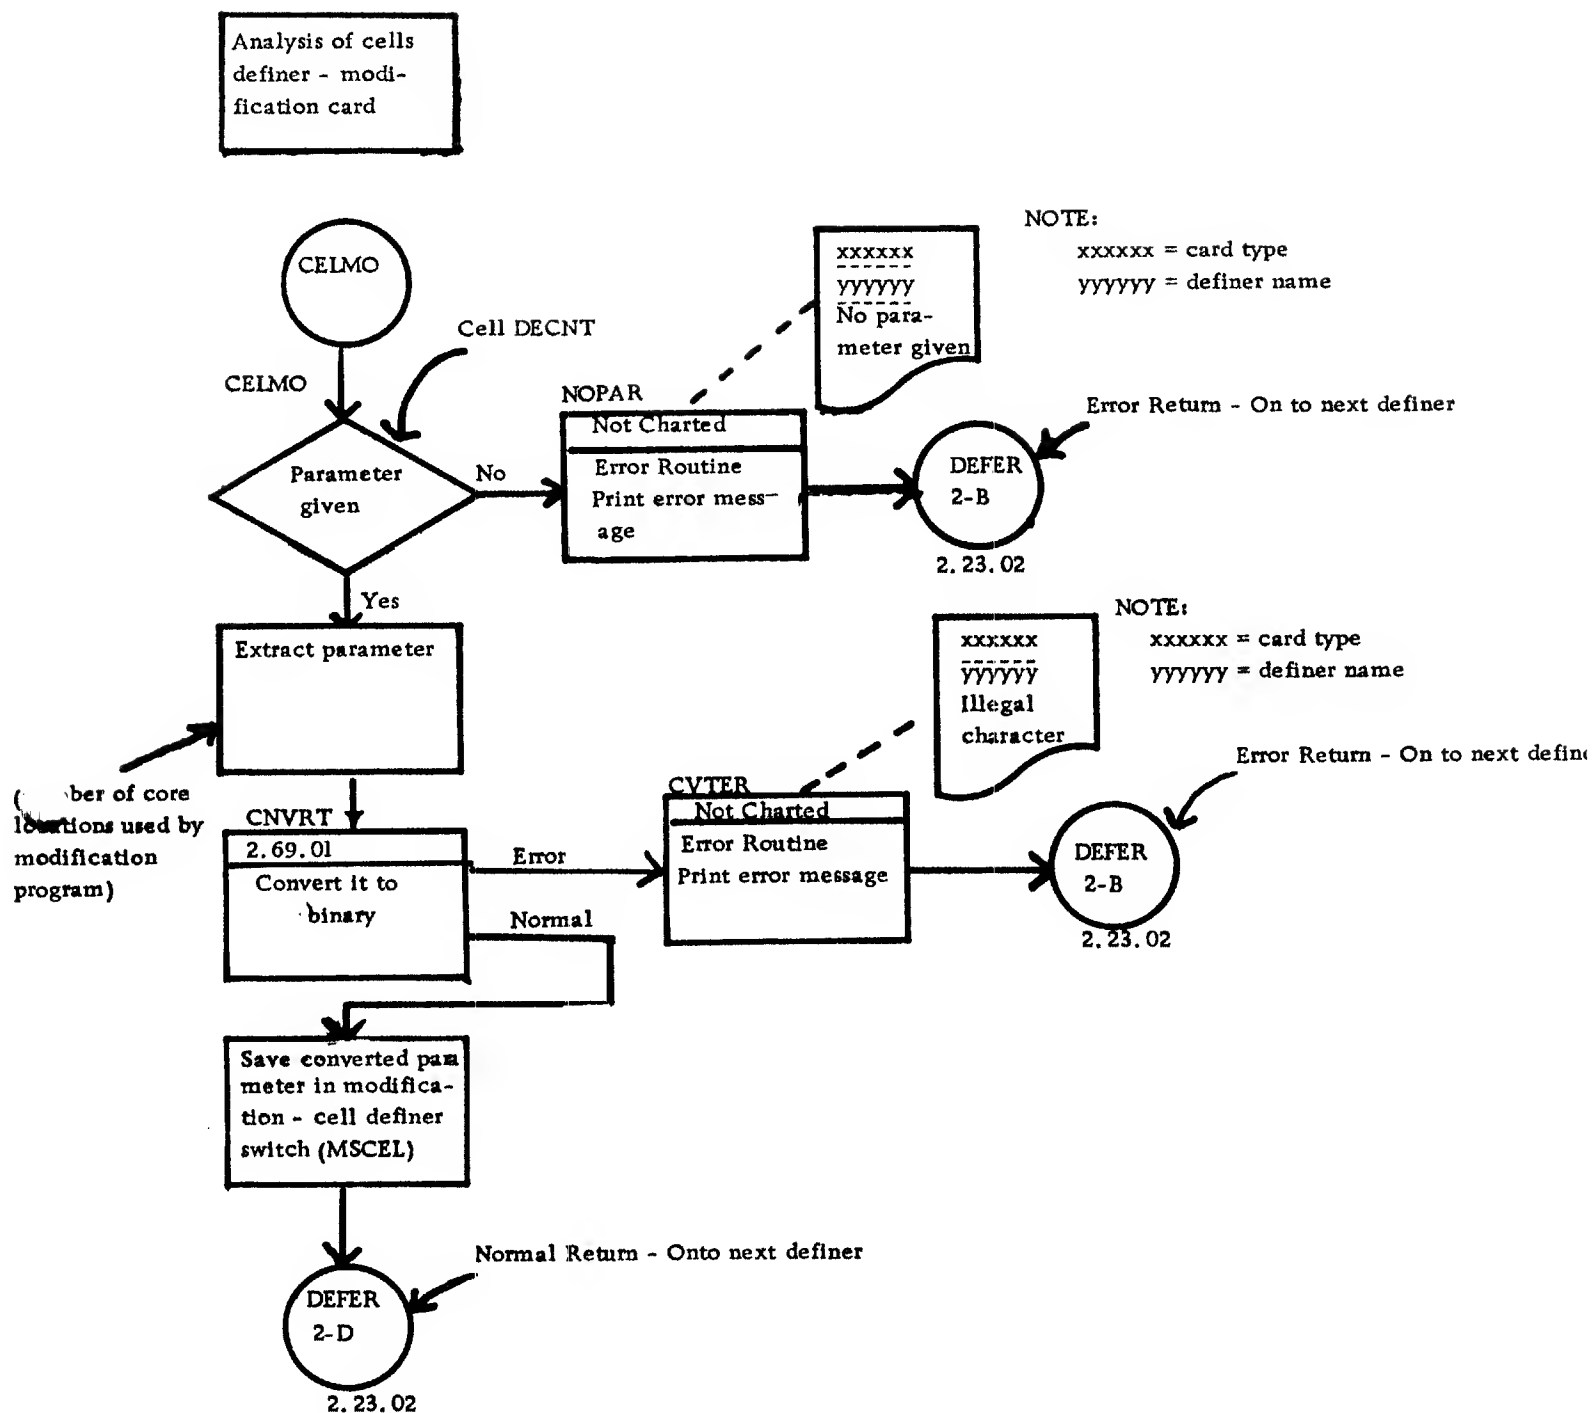 Analysis of cells
definer - modi-
fication card
CELMO
CELMO
Cell DECNT
Parameter
given
No
Yes
NOPAR
Not Charted
Error Routine
Print error mess-
age
xxxxxx
yyyyyy
No para-
meter given
NOTE:
xxxxxx = card type
yyyyyy = definer name
Error Return - On to next definer
DEFER
2-B
2.23.02
Extract parameter
ber of core
used by
modification
program)
CNVRT
2.69.01
Convert it to
binary
Error
Normal
CVTER
Not Charted
Error Routine
Print error message
xxxxxx
yyyyyy
Illegal
character
NOTE:
xxxxxx = card type
yyyyyy = definer name
Error Return - On to next define
DEFER
2-B
2.23.02
Save converted para
meter in modifica-
tion - cell definer
switch (MSCEL)
Normal Return - Onto next definer
DEFER
2-D
2.23.02